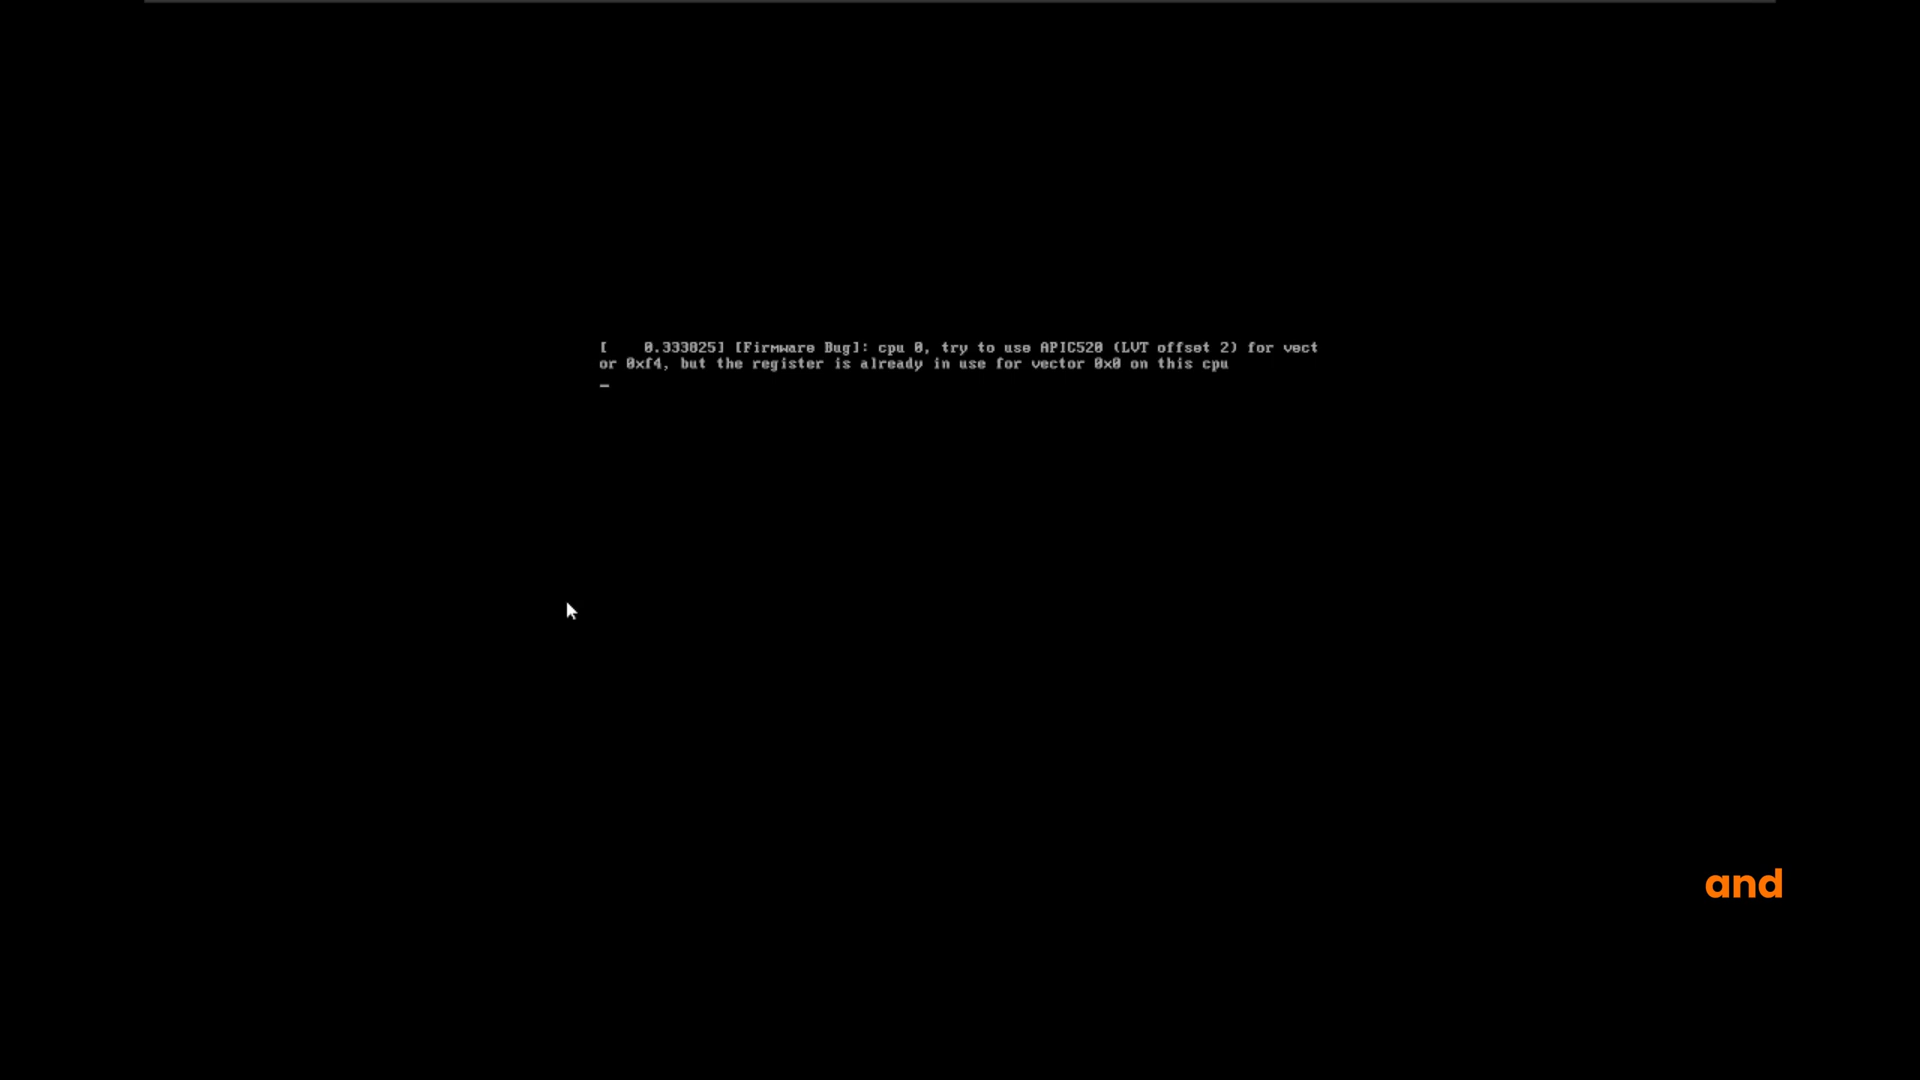 [    0.333825] [Firmware Bug]: cpu 0, try to use APIC520 (LVT offset 2) for vect
or 0xf4, but the register is already in use for vector 0x0 on this cpu
_
and